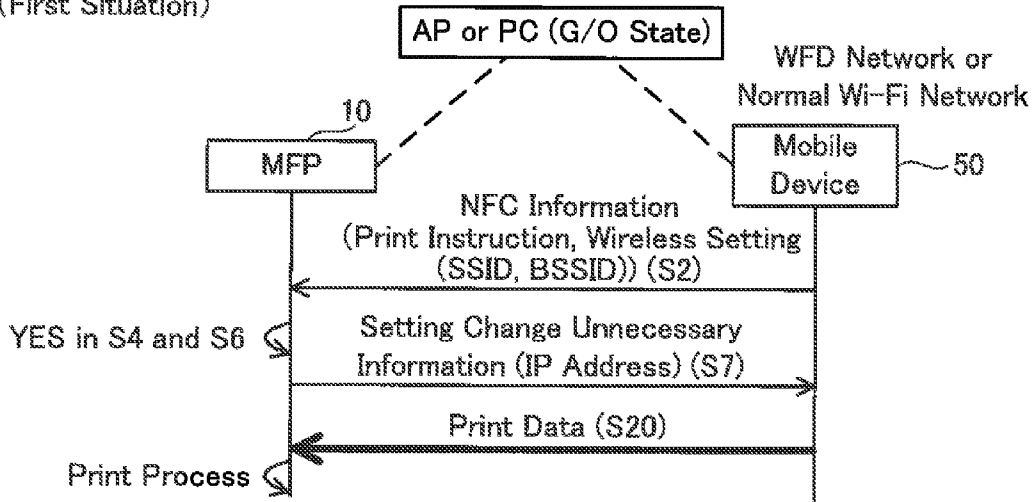 (First Situation)
AP or PC (G/O State)
WFD Network or
Normal Wi-Fi Network
10
MFP
Mobile
Device
50
NFC Information
(Print Instruction, Wireless Setting
(SSID, BSSID)) (S2)
YES in S4 and S6
Setting Change Unnecessary
Information (IP Address) (S7)
Print Data (S20)
Print Process